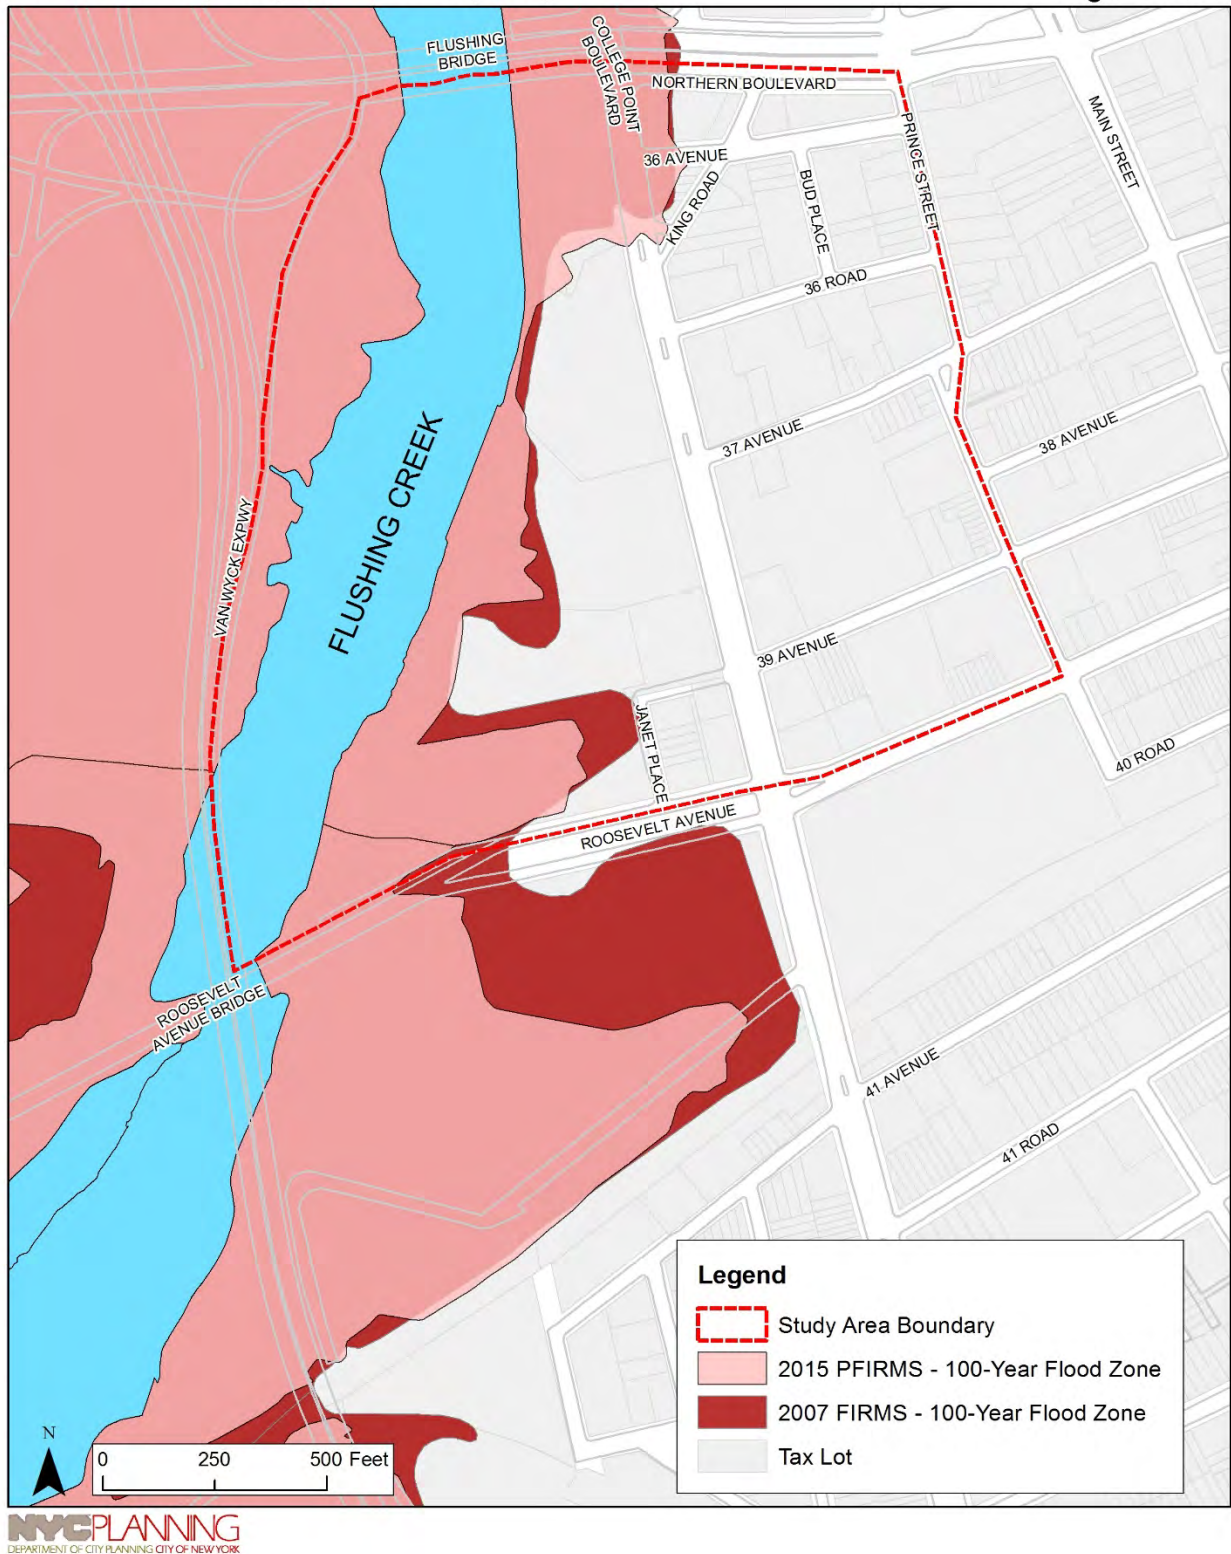 FLUSHING
BRIDGE
COLLEGE POINT
BOULEVARD
NORTHERN BOULEVARD
MAIN STREET
PRINCE STREET
36 AVENUE
KING ROAD
BUD PLACE
36 ROAD
37 AVENUE
38 AVENUE
FLUSHING CREEK
VAN WYCK EXPWY
39 AVENUE
JANET PLACE
40 ROAD
ROOSEVELT AVENUE
ROOSEVELT
AVENUE BRIDGE
41 AVENUE
41 ROAD
Legend
Study Area Boundary
2015 PFIRMS - 100-Year Flood Zone
2007 FIRMS - 100-Year Flood Zone
Tax Lot
N
0 250 500 Feet
NYCPLANNING
DEPARTMENT OF CITY PLANNING CITY OF NEW YORK